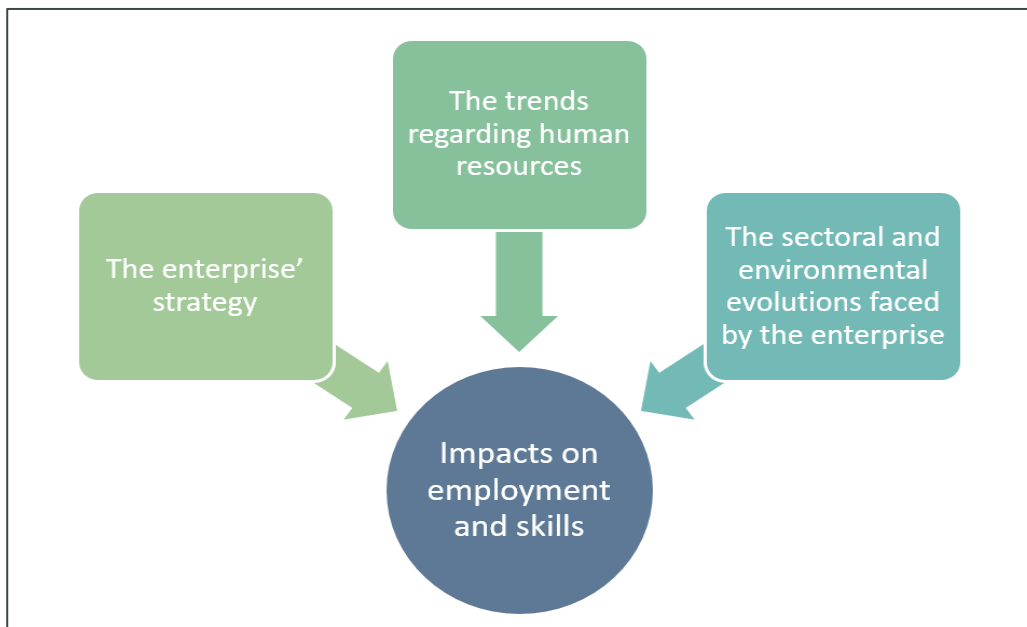 The trends
regarding human
resources
The enterprise’
strategy
The sectoral and
environmental
evolutions faced
by the enterprise
Impacts on
employment
and skills